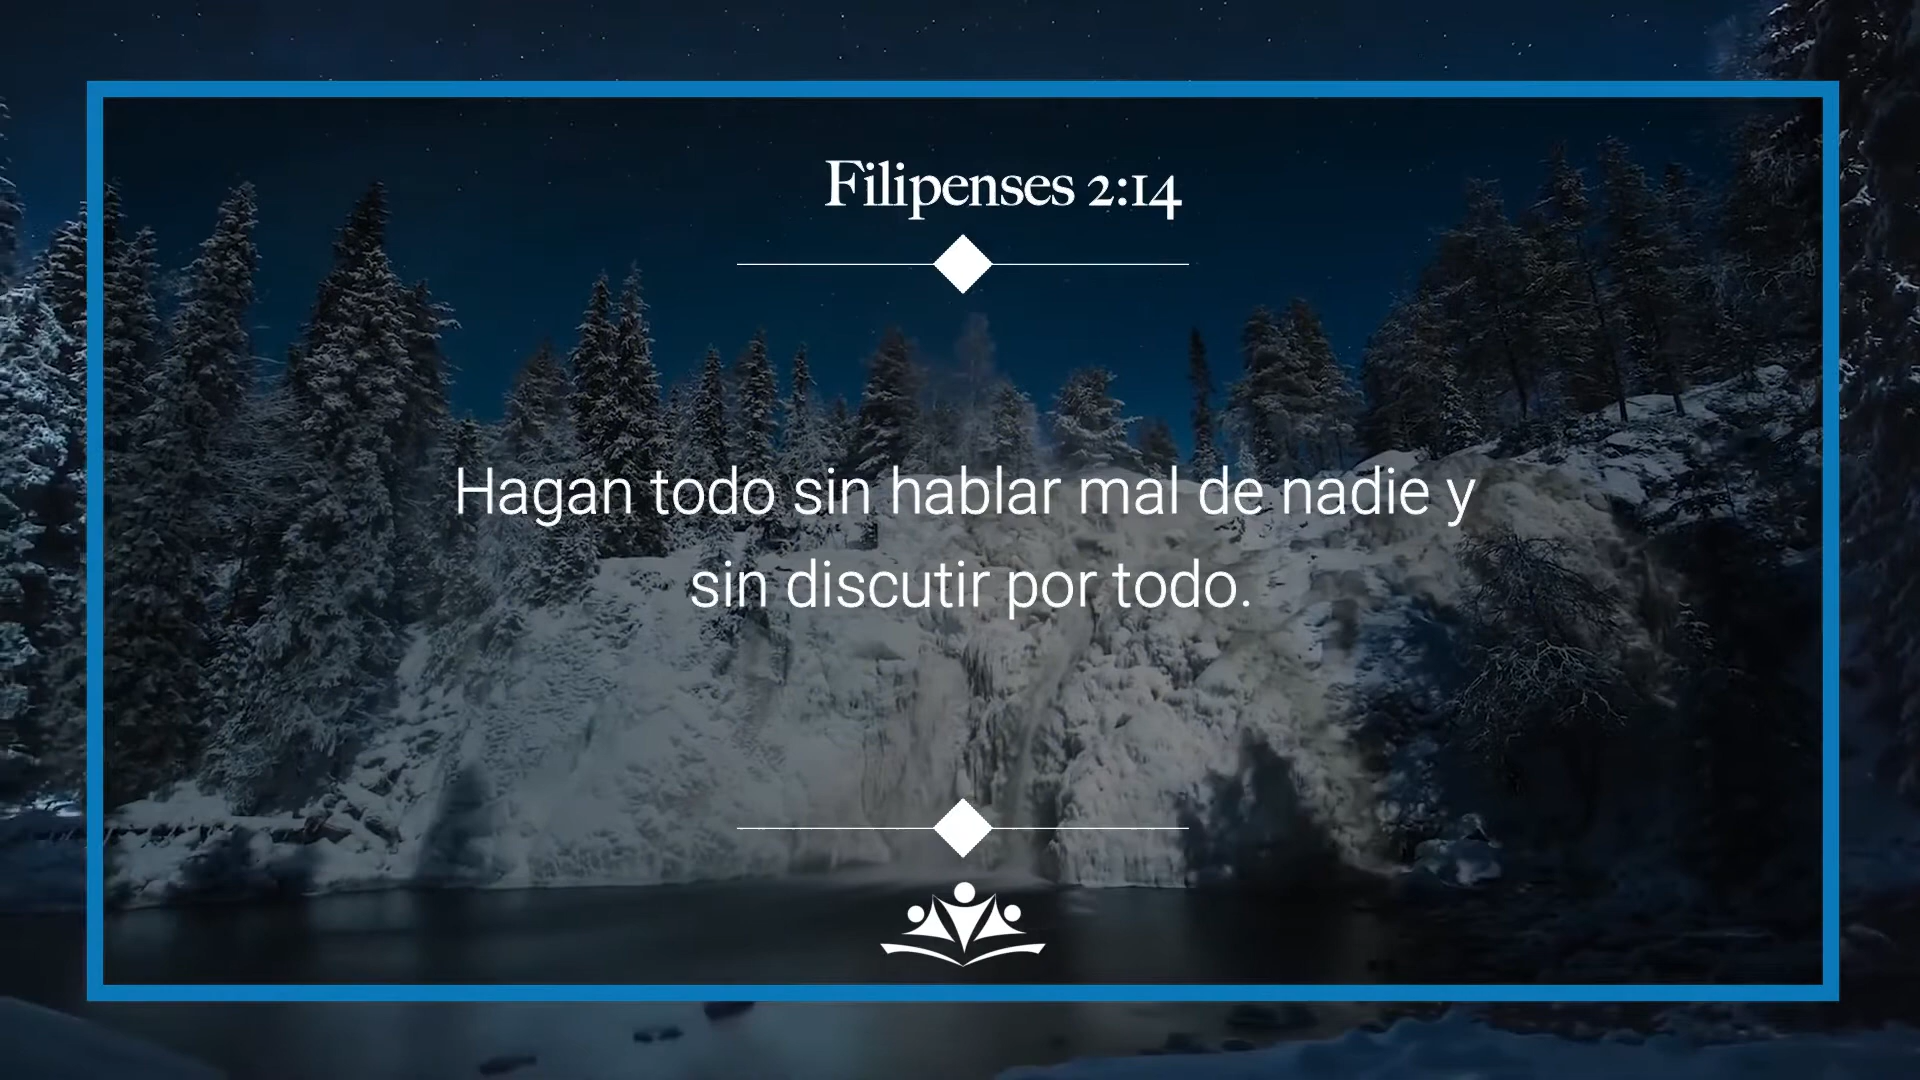 Filipenses 2:14
Hagan todo sin hablar mal de nadie y
sin discutir por todo.